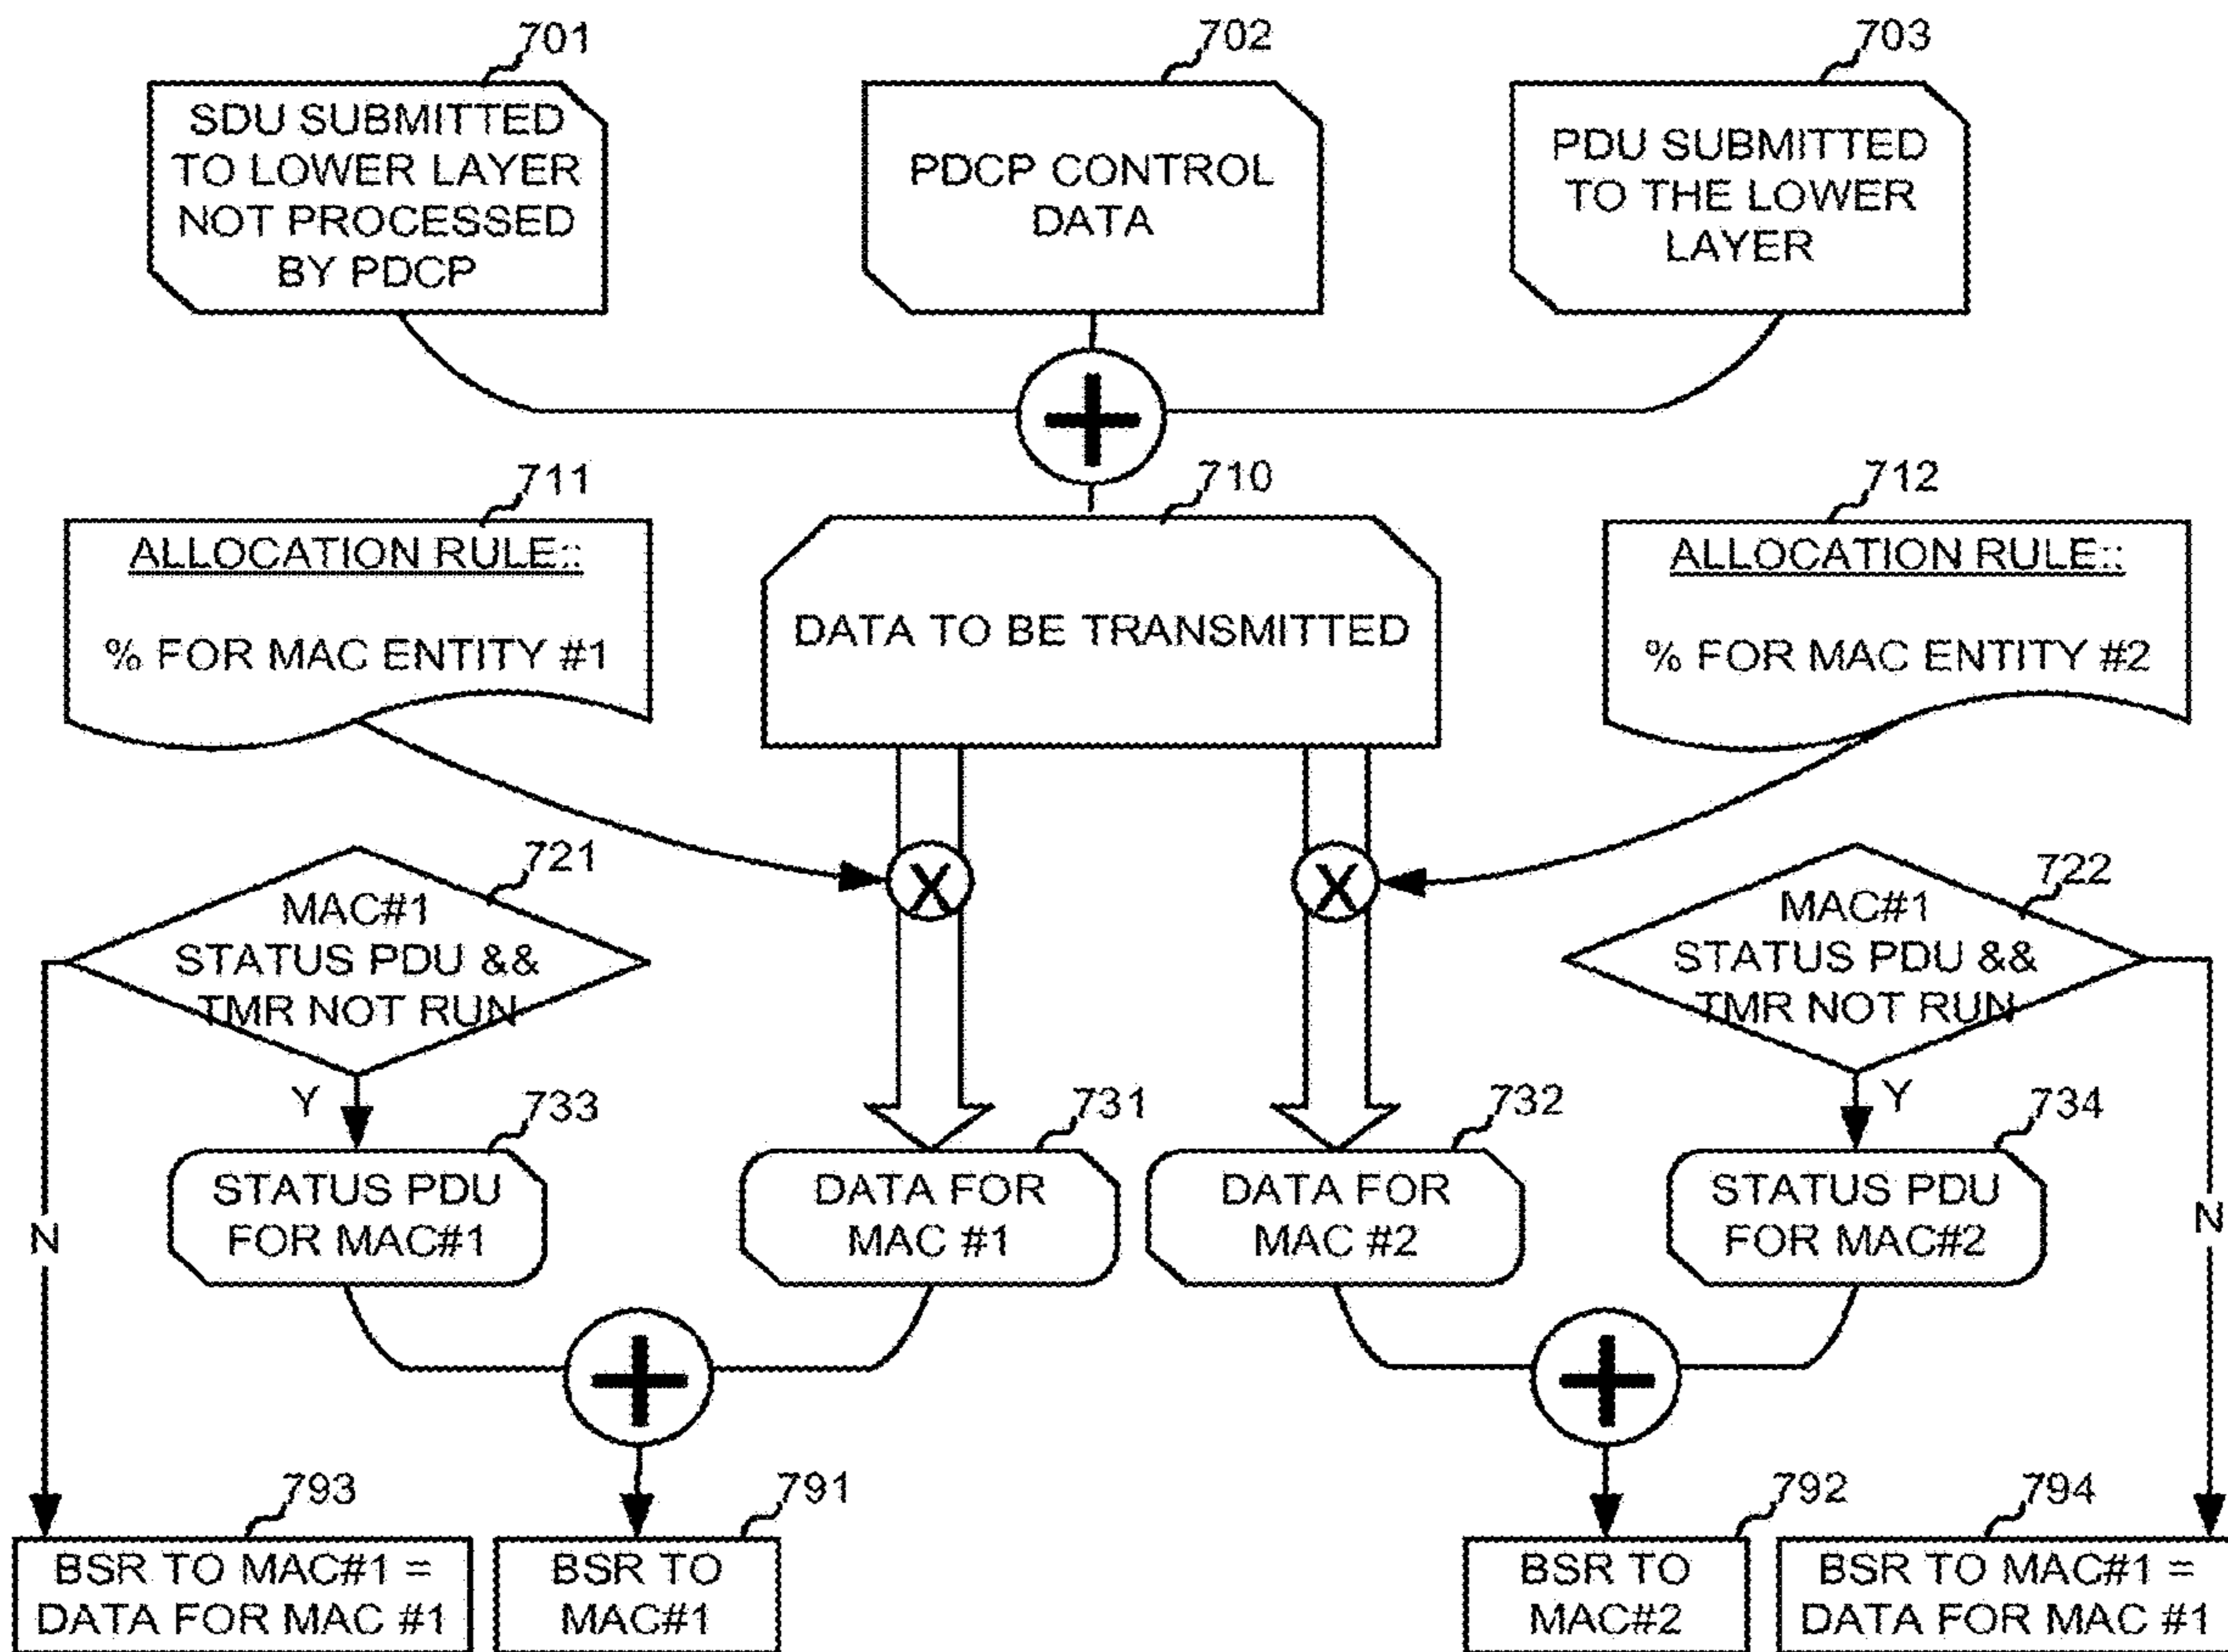 701
SDU SUBMITTED
TO LOWER LAYER
NOT PROCESSED
BY PDCP
702
PDCP CONTROL
DATA
703
PDU SUBMITTED
TO THE LOWER
LAYER
711
ALLOCATION RULE::
% FOR MAC ENTITY #1
710
DATA TO BE TRANSMITTED
712
ALLOCATION RULE::
% FOR MAC ENTITY #2
721
MAC#1
STATUS PDU &&
TMR NOT RUN
X
X
722
MAC#1
STATUS PDU &&
TMR NOT RUN
Y
N
733
STATUS PDU
FOR MAC#1
731
DATA FOR
MAC #1
732
DATA FOR
MAC #2
Y
734
STATUS PDU
FOR MAC#2
N
793
BSR TO MAC#1 =
DATA FOR MAC #1
791
BSR TO
MAC#1
792
BSR TO
MAC#2
794
BSR TO MAC#1 =
DATA FOR MAC #1